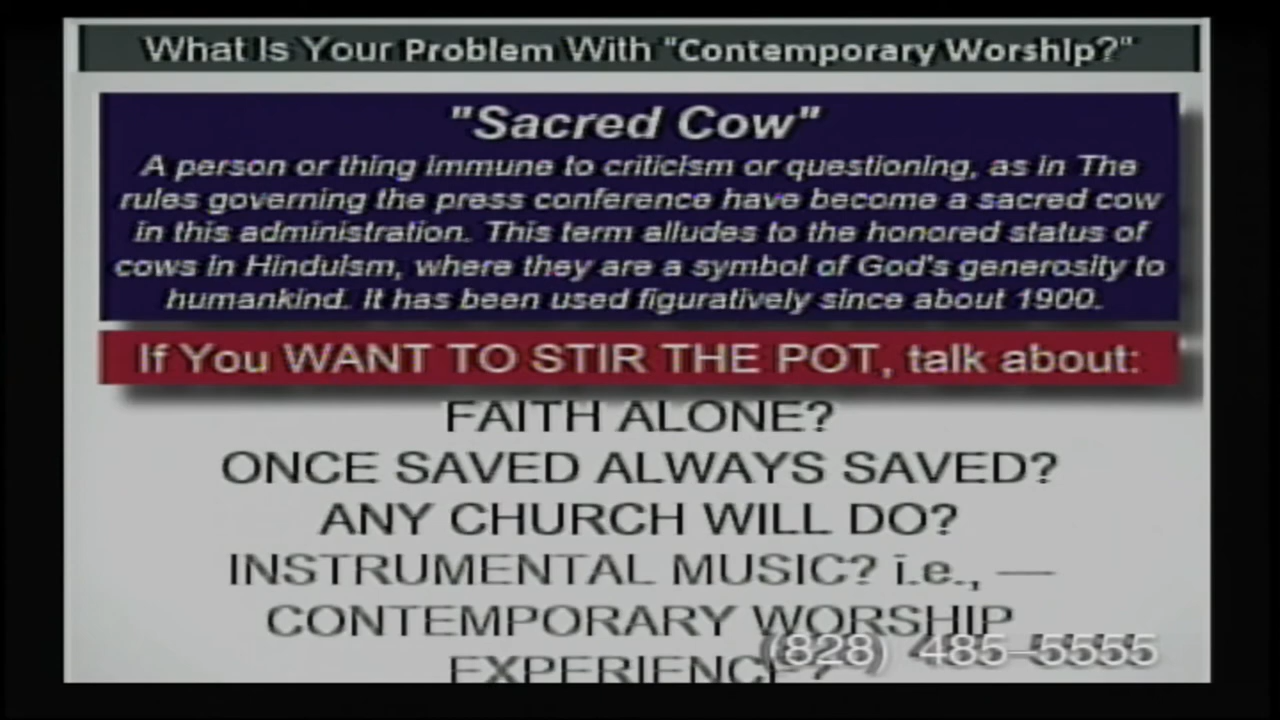 What Is Your Problem With "Contemporary Worship?"
"Sacred Cow"
A person or thing immune to criticism or questioning, as in The
rules governing the press conference have become a sacred cow
in this administration. This term alludes to the honored status of
cows in Hinduism, where they are a symbol of God's generosity to
humankind. It has been used figuratively since about 1900.
If You WANT TO STIR THE POT, talk about:
FAITH ALONE?
ONCE SAVED ALWAYS SAVED?
ANY CHURCH WILL DO?
INSTRUMENTAL MUSIC? i.e., —
CONTEMPORARY WORSHIP
EXPERIENCE?
(828) 485-5555